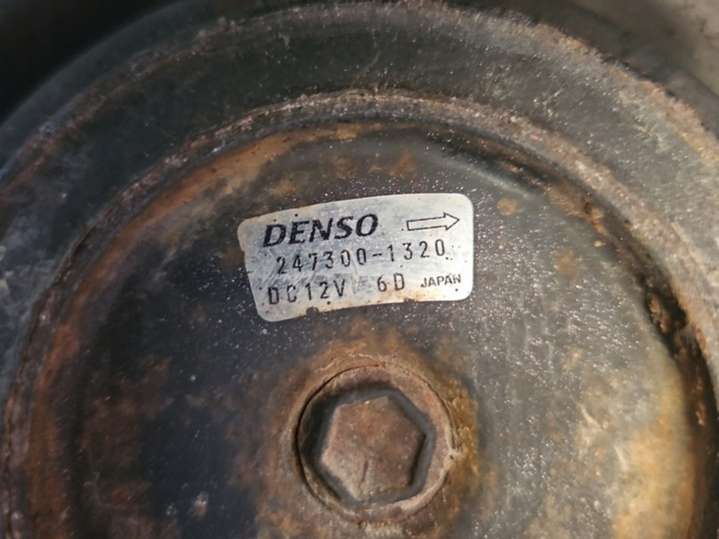 DENSO
247300-1320
DC12V 6D JAPAN